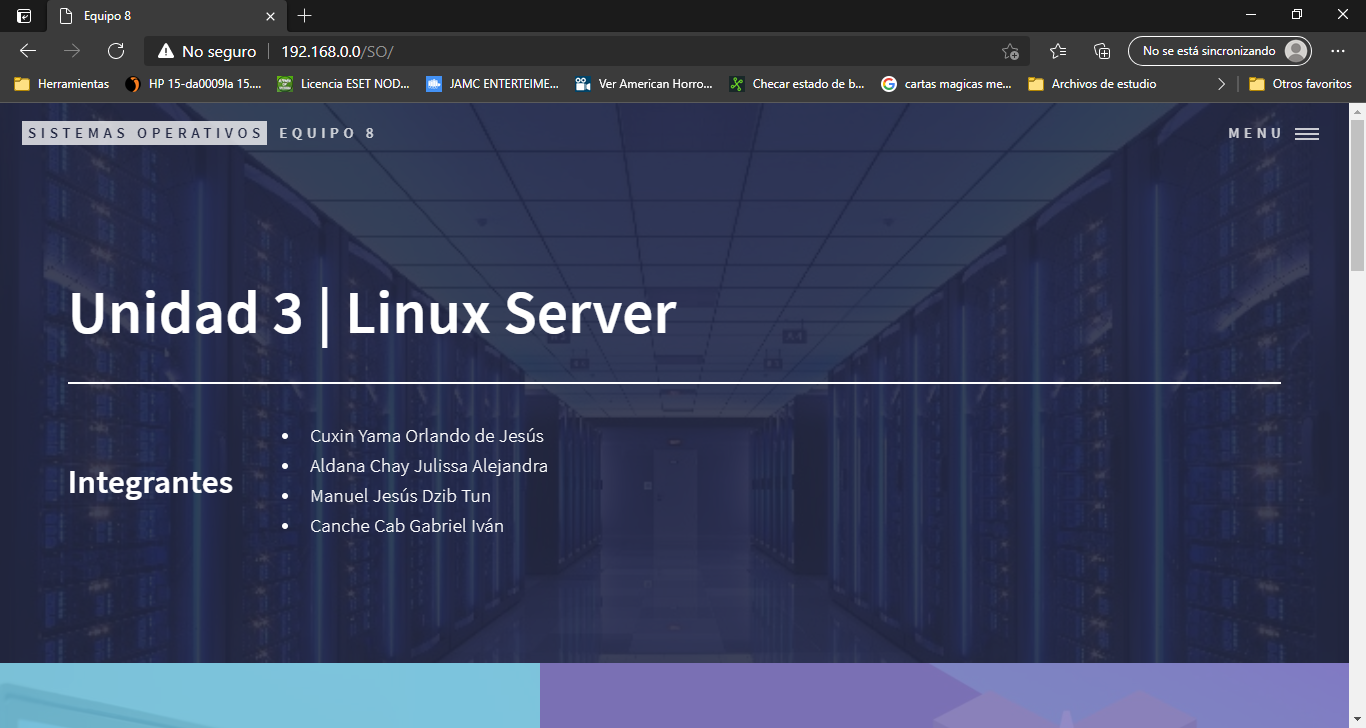 Equipo 8
No seguro
192.168.0.0/SO/
No se está sincronizando
Herramientas
HP 15-da0009la 15....
Licencia ESET NOD...
JAMC ENTERTEIME...
Ver American Horro...
Checar estado de b...
cartas magicas me...
Archivos de estudio
Otros favoritos
SISTEMAS OPERATIVOS EQUIPO 8
MENU
Unidad 3 | Linux Server
Integrantes
Cuxin Yama Orlando de Jesús
Aldana Chay Julissa Alejandra
Manuel Jesús Dzib Tun
Canche Cab Gabriel Iván